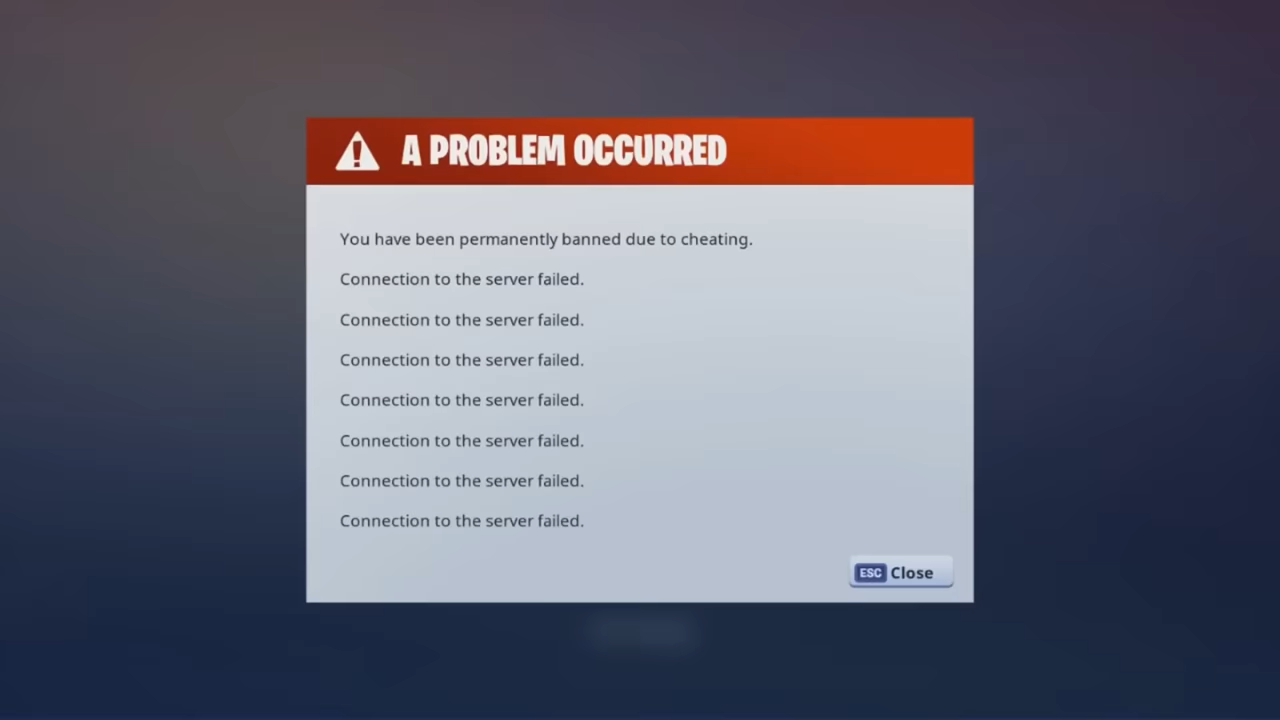 A PROBLEM OCCURRED
You have been permanently banned due to cheating.
Connection to the server failed.
Connection to the server failed.
Connection to the server failed.
Connection to the server failed.
Connection to the server failed.
Connection to the server failed.
Connection to the server failed.
ESC Close